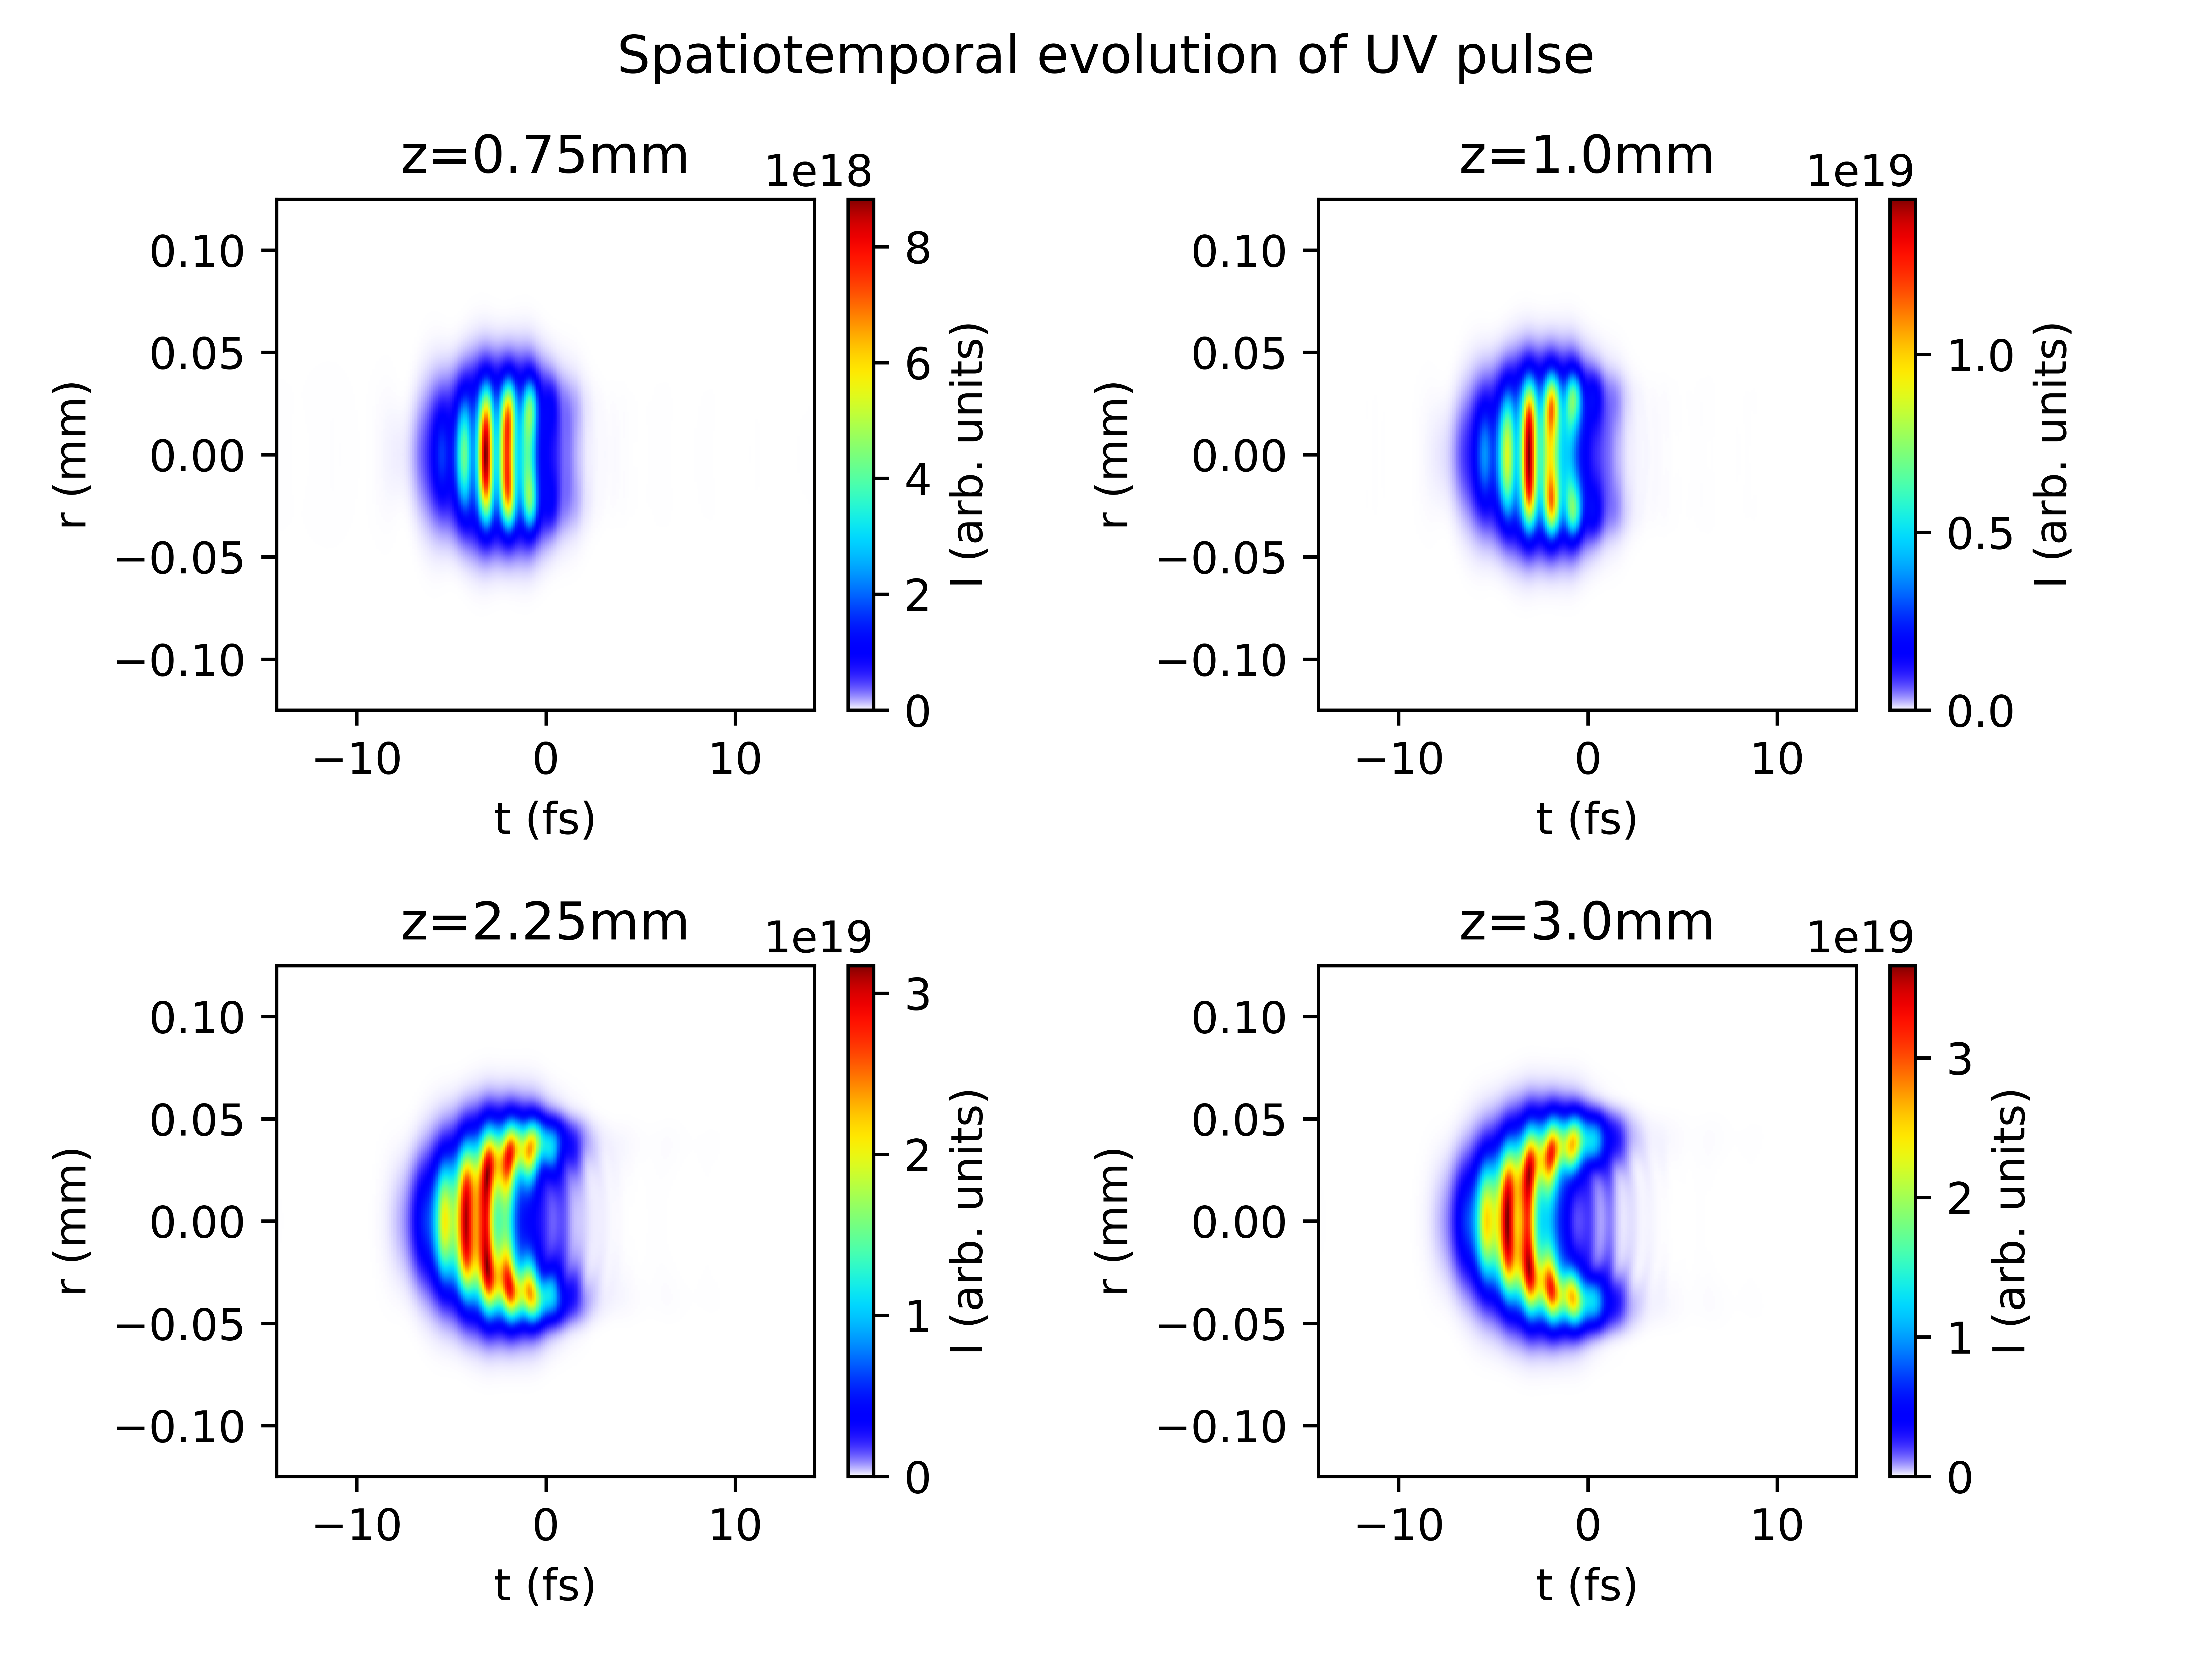 Spatiotemporal evolution of UV pulse
z=0.75mm
1e18
0.10
0.05
0.00
−0.05
−0.10
r (mm)
−10 0 10
t (fs)
8
6
4
2
0
I (arb. units)
z=1.0mm
1e19
0.10
0.05
0.00
−0.05
−0.10
r (mm)
−10 0 10
t (fs)
1.0
0.5
0.0
I (arb. units)
z=2.25mm
1e19
0.10
0.05
0.00
−0.05
−0.10
r (mm)
−10 0 10
t (fs)
3
2
1
0
I (arb. units)
z=3.0mm
1e19
0.10
0.05
0.00
−0.05
−0.10
r (mm)
−10 0 10
t (fs)
3
2
1
0
I (arb. units)